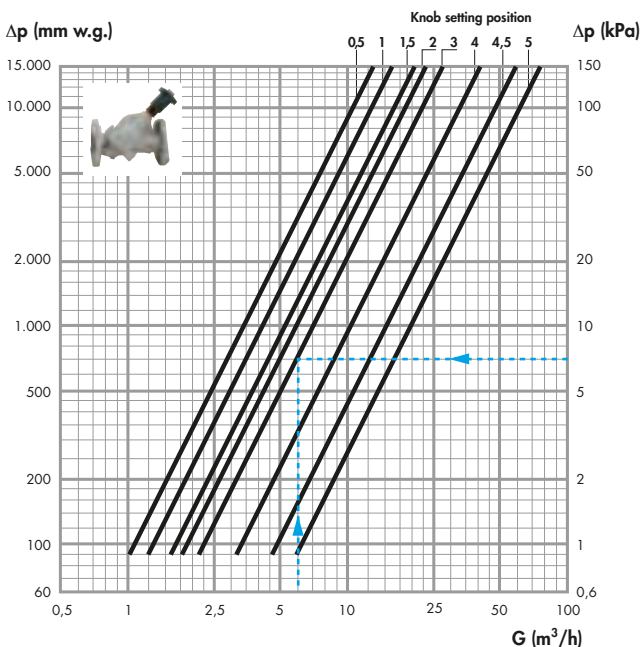 Knob setting position
Δp (mm w.g.)
Δp (kPa)
0,5 1 1,5 2 3 4 4,5 5
15.000 150
10.000 100
5.000 50
2.000 20
1.000 10
500 5
200 2
100 1
60 0,6
0,5 1 2,5 5 10 25 50 100
G (m³/h)